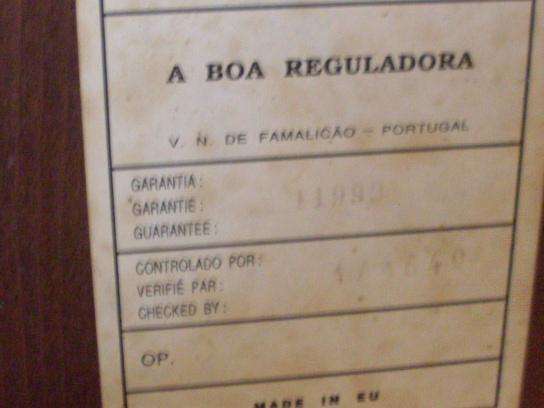 A BOA REGULADORA
V. N. DE FAMALICÃO - PORTUGAL
GARANTIA:
GARANTIE:
GUARANTEE:
CONTROLADO POR:
VERIFIÉ PAR:
CHECKED BY:
OP.
MADE IN EU